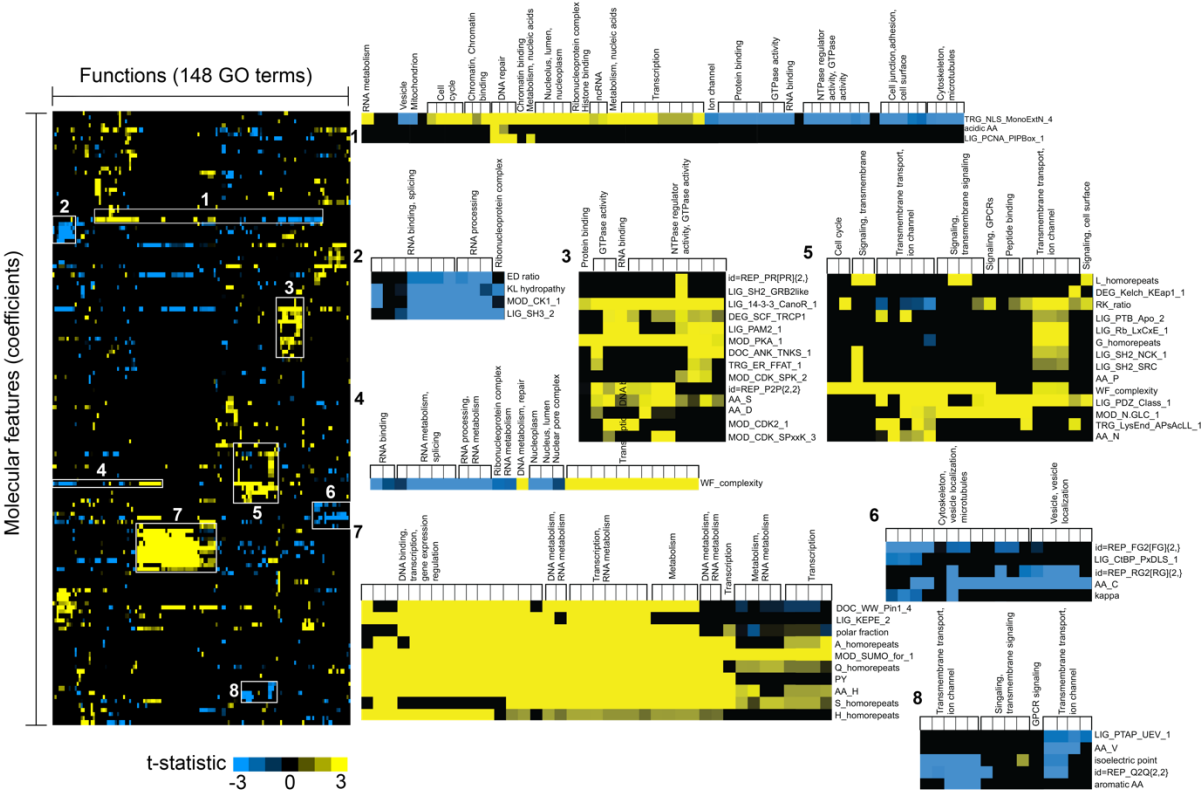 Functions (148 GO terms)
Molecular features (coefficients)
1
2
3
4
5
6
7
8
t-statistic
-3 0 3
1
RNA metabolism
Vesicle
Mitochondrion
Cell
cycle
Chromatin, Chromatin
binding
DNA repair
Chromatin binding
Metabolism, nucleic acids
Nucleolus, lumen,
nucleoplasm
Ribonucleoprotein complex
Histone binding
ncRNA
Metabolism, nucleic acids
Transcription
Ion channel
Protein binding
GTPase activity
RNA binding
NTPase regulator
activity, GTPase
activity
Cell junction,adhesion,
cell surface
Cytoskeleton,
microtubules
TRG_NLS_MonoExtN_4
acidic AA
LIG_PCNA_PIPBox_1
2
RNA binding, splicing
RNA processing
Ribonucleoprotein complex
ED ratio
KL hydropathy
MOD_CK1_1
LIG_SH3_2
3
Protein binding
GTPase activity
RNA binding
NTPase regulator
activity, GTPase activity
id=REP_PR[PR]{2,}
LIG_SH2_GRB2like
LIG_14-3-3_CanoR_1
DEG_SCF_TRCP1
LIG_PAM2_1
MOD_PKA_1
DOC_ANK_TNKS_1
TRG_ER_FFAT_1
MOD_CDK_SPK_2
id=REP_P2P{2,2}
AA_S
AA_D
MOD_CDK2_1
MOD_CDK_SPxxK_3
5
Cell cycle
Signaling, transmembrane
Transmembrane transport,
ion channel
Signaling,
transmembrane signaling
Signaling, GPCRs
Peptide binding
Transmembrane transport,
ion channel
Signaling, cell surface
L_homorepeats
DEG_Kelch_KEap1_1
RK_ratio
LIG_PTB_Apo_2
LIG_Rb_LxCxE_1
G_homorepeats
LIG_SH2_NCK_1
LIG_SH2_SRC
AA_P
WF_complexity
LIG_PDZ_Class_1
MOD_N.GLC_1
TRG_LysEnd_APsAcLL_1
AA_N
4
RNA binding
RNA metabolism,
splicing
RNA processing,
RNA metabolism
Ribonucleoprotein complex
RNA metabolism
DNA metabolism, repair
Nucleoplasm
Nucleus, lumen
Nuclear pore complex
WF_complexity
7
DNA binding,
transcription,
gene expression
regulation
DNA metabolism,
RNA metabolism
Transcription,
RNA metabolism
Metabolism
DNA metabolism,
RNA metabolism
Transcription
Metabolism,
RNA metabolism
Transcription
DOC_WW_Pin1_4
LIG_KEPE_2
polar fraction
A_homorepeats
MOD_SUMO_for_1
Q_homorepeats
PY
AA_H
S_homorepeats
H_homorepeats
6
Cytoskeleton,
vesicle localization,
microtubules
Vesicle, vesicle
localization
id=REP_FG2[FG]{2,}
LIG_CtBP_PxDLS_1
id=REP_RG2[RG]{2,}
AA_C
kappa
8
Transmembrane transport,
ion channel
Singaling,
transmembrane signaling
GPCR signaling
Transmembrane transport,
ion channel
LIG_PTAP_UEV_1
AA_V
isoelectric point
id=REP_Q2Q{2,2}
aromatic AA